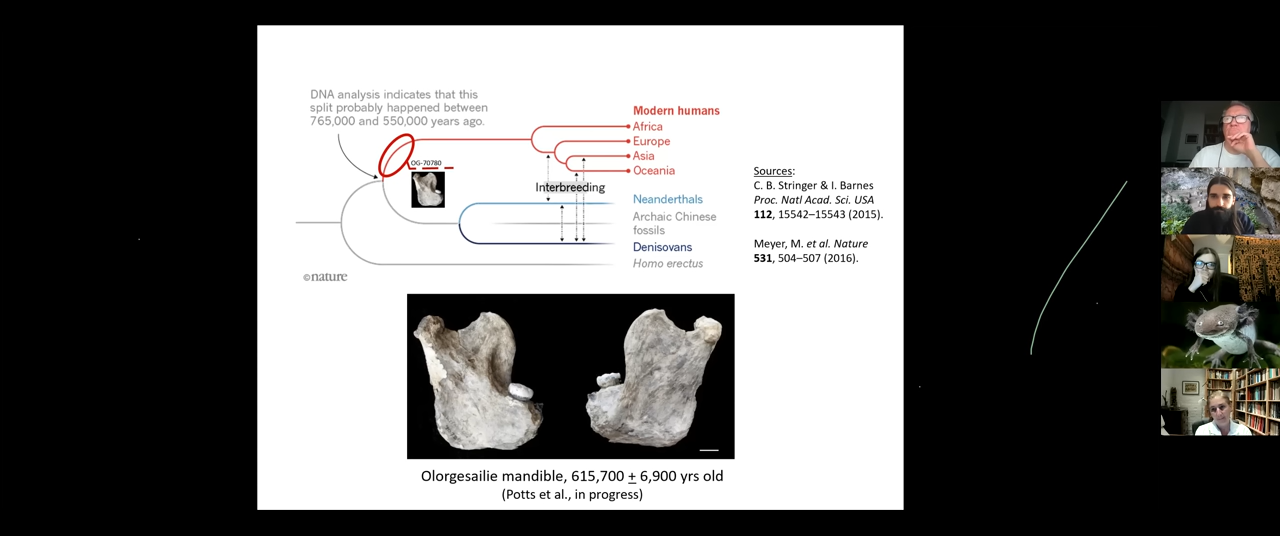 DNA analysis indicates that this
split probably happened between
765,000 and 550,000 years ago.
OG-70780
Modern humans
Africa
Europe
Asia
Oceania
Interbreeding
Neanderthals
Archaic Chinese
fossils
Denisovans
Homo erectus
©nature
Sources:
C. B. Stringer & I. Barnes
Proc. Natl Acad. Sci. USA
112, 15542–15543 (2015).
Meyer, M. et al. Nature
531, 504–507 (2016).
Olorgesailie mandible, 615,700 ± 6,900 yrs old
(Potts et al., in progress)